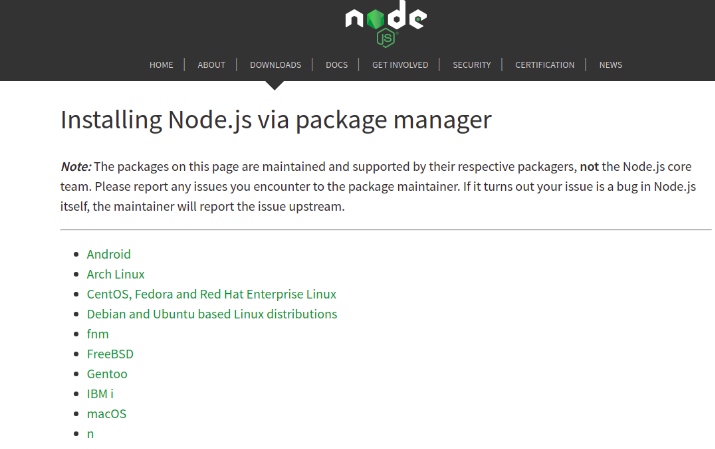 node
JS
HOME ABOUT DOWNLOADS DOCS GET INVOLVED SECURITY CERTIFICATION NEWS
Installing Node.js via package manager
Note: The packages on this page are maintained and supported by their respective packagers, not the Node.js core
team. Please report any issues you encounter to the package maintainer. If it turns out your issue is a bug in Node.js
itself, the maintainer will report the issue upstream.
Android
Arch Linux
CentOS, Fedora and Red Hat Enterprise Linux
Debian and Ubuntu based Linux distributions
fnm
FreeBSD
Gentoo
IBM i
macOS
n